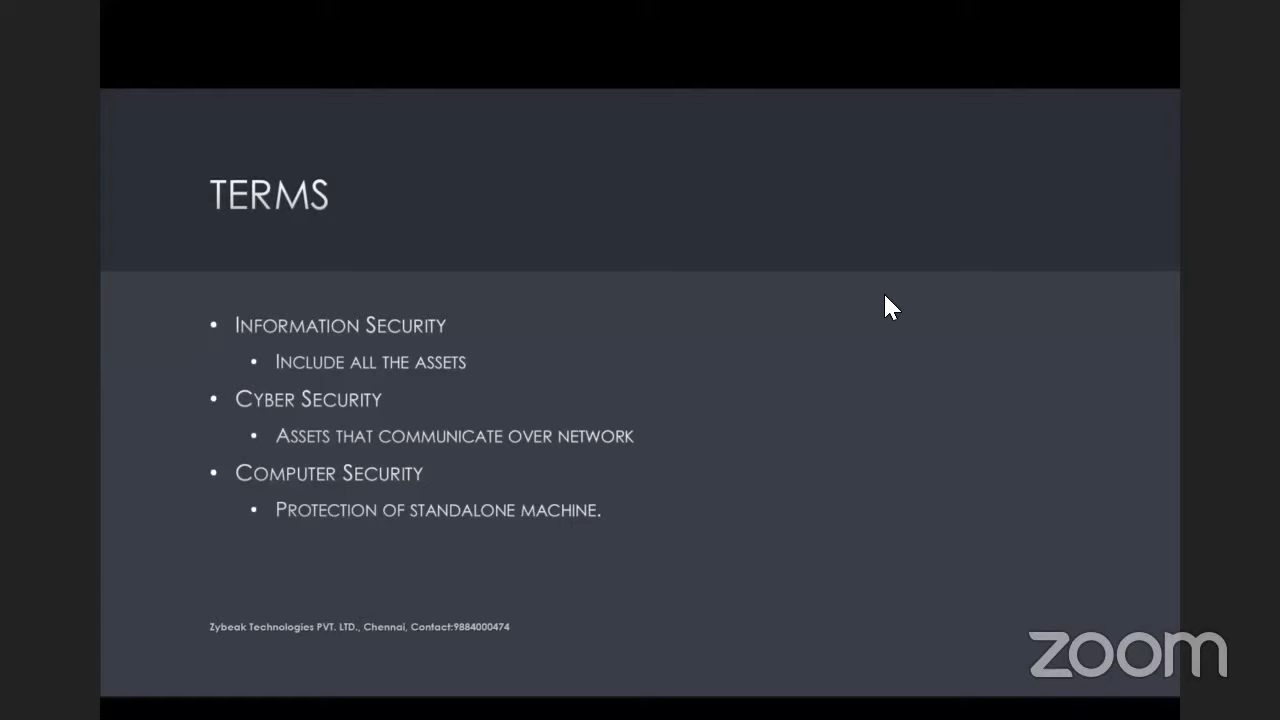 TERMS
• INFORMATION SECURITY
• INCLUDE ALL THE ASSETS
• CYBER SECURITY
• ASSETS THAT COMMUNICATE OVER NETWORK
• COMPUTER SECURITY
• PROTECTION OF STANDALONE MACHINE.
Zybeak Technologies PVT. LTD., Chennai, Contact:9884000474
zoom